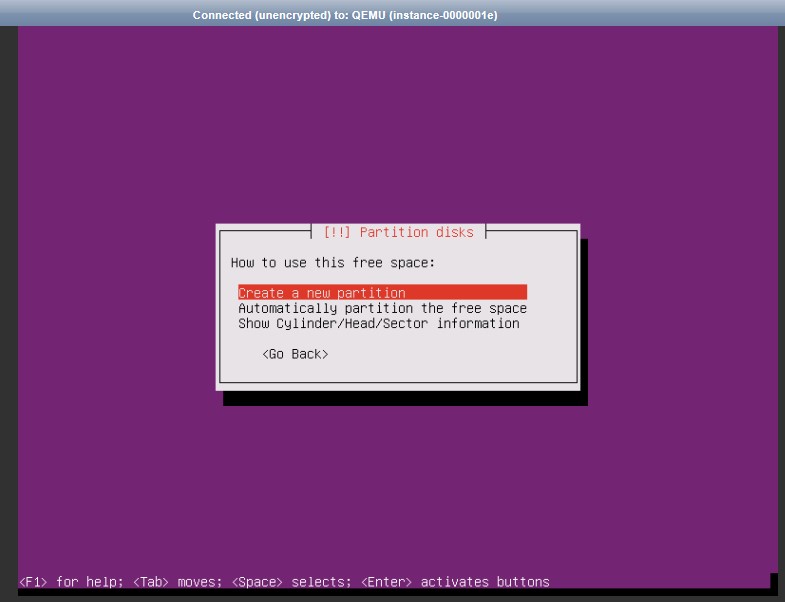 Connected (unencrypted) to: QEMU (instance-0000001e)
[!!] Partition disks
How to use this free space:
Create a new partition
Automatically partition the free space
Show Cylinder/Head/Sector information
<Go Back>
<F1> for help; <Tab> moves; <Space> selects; <Enter> activates buttons